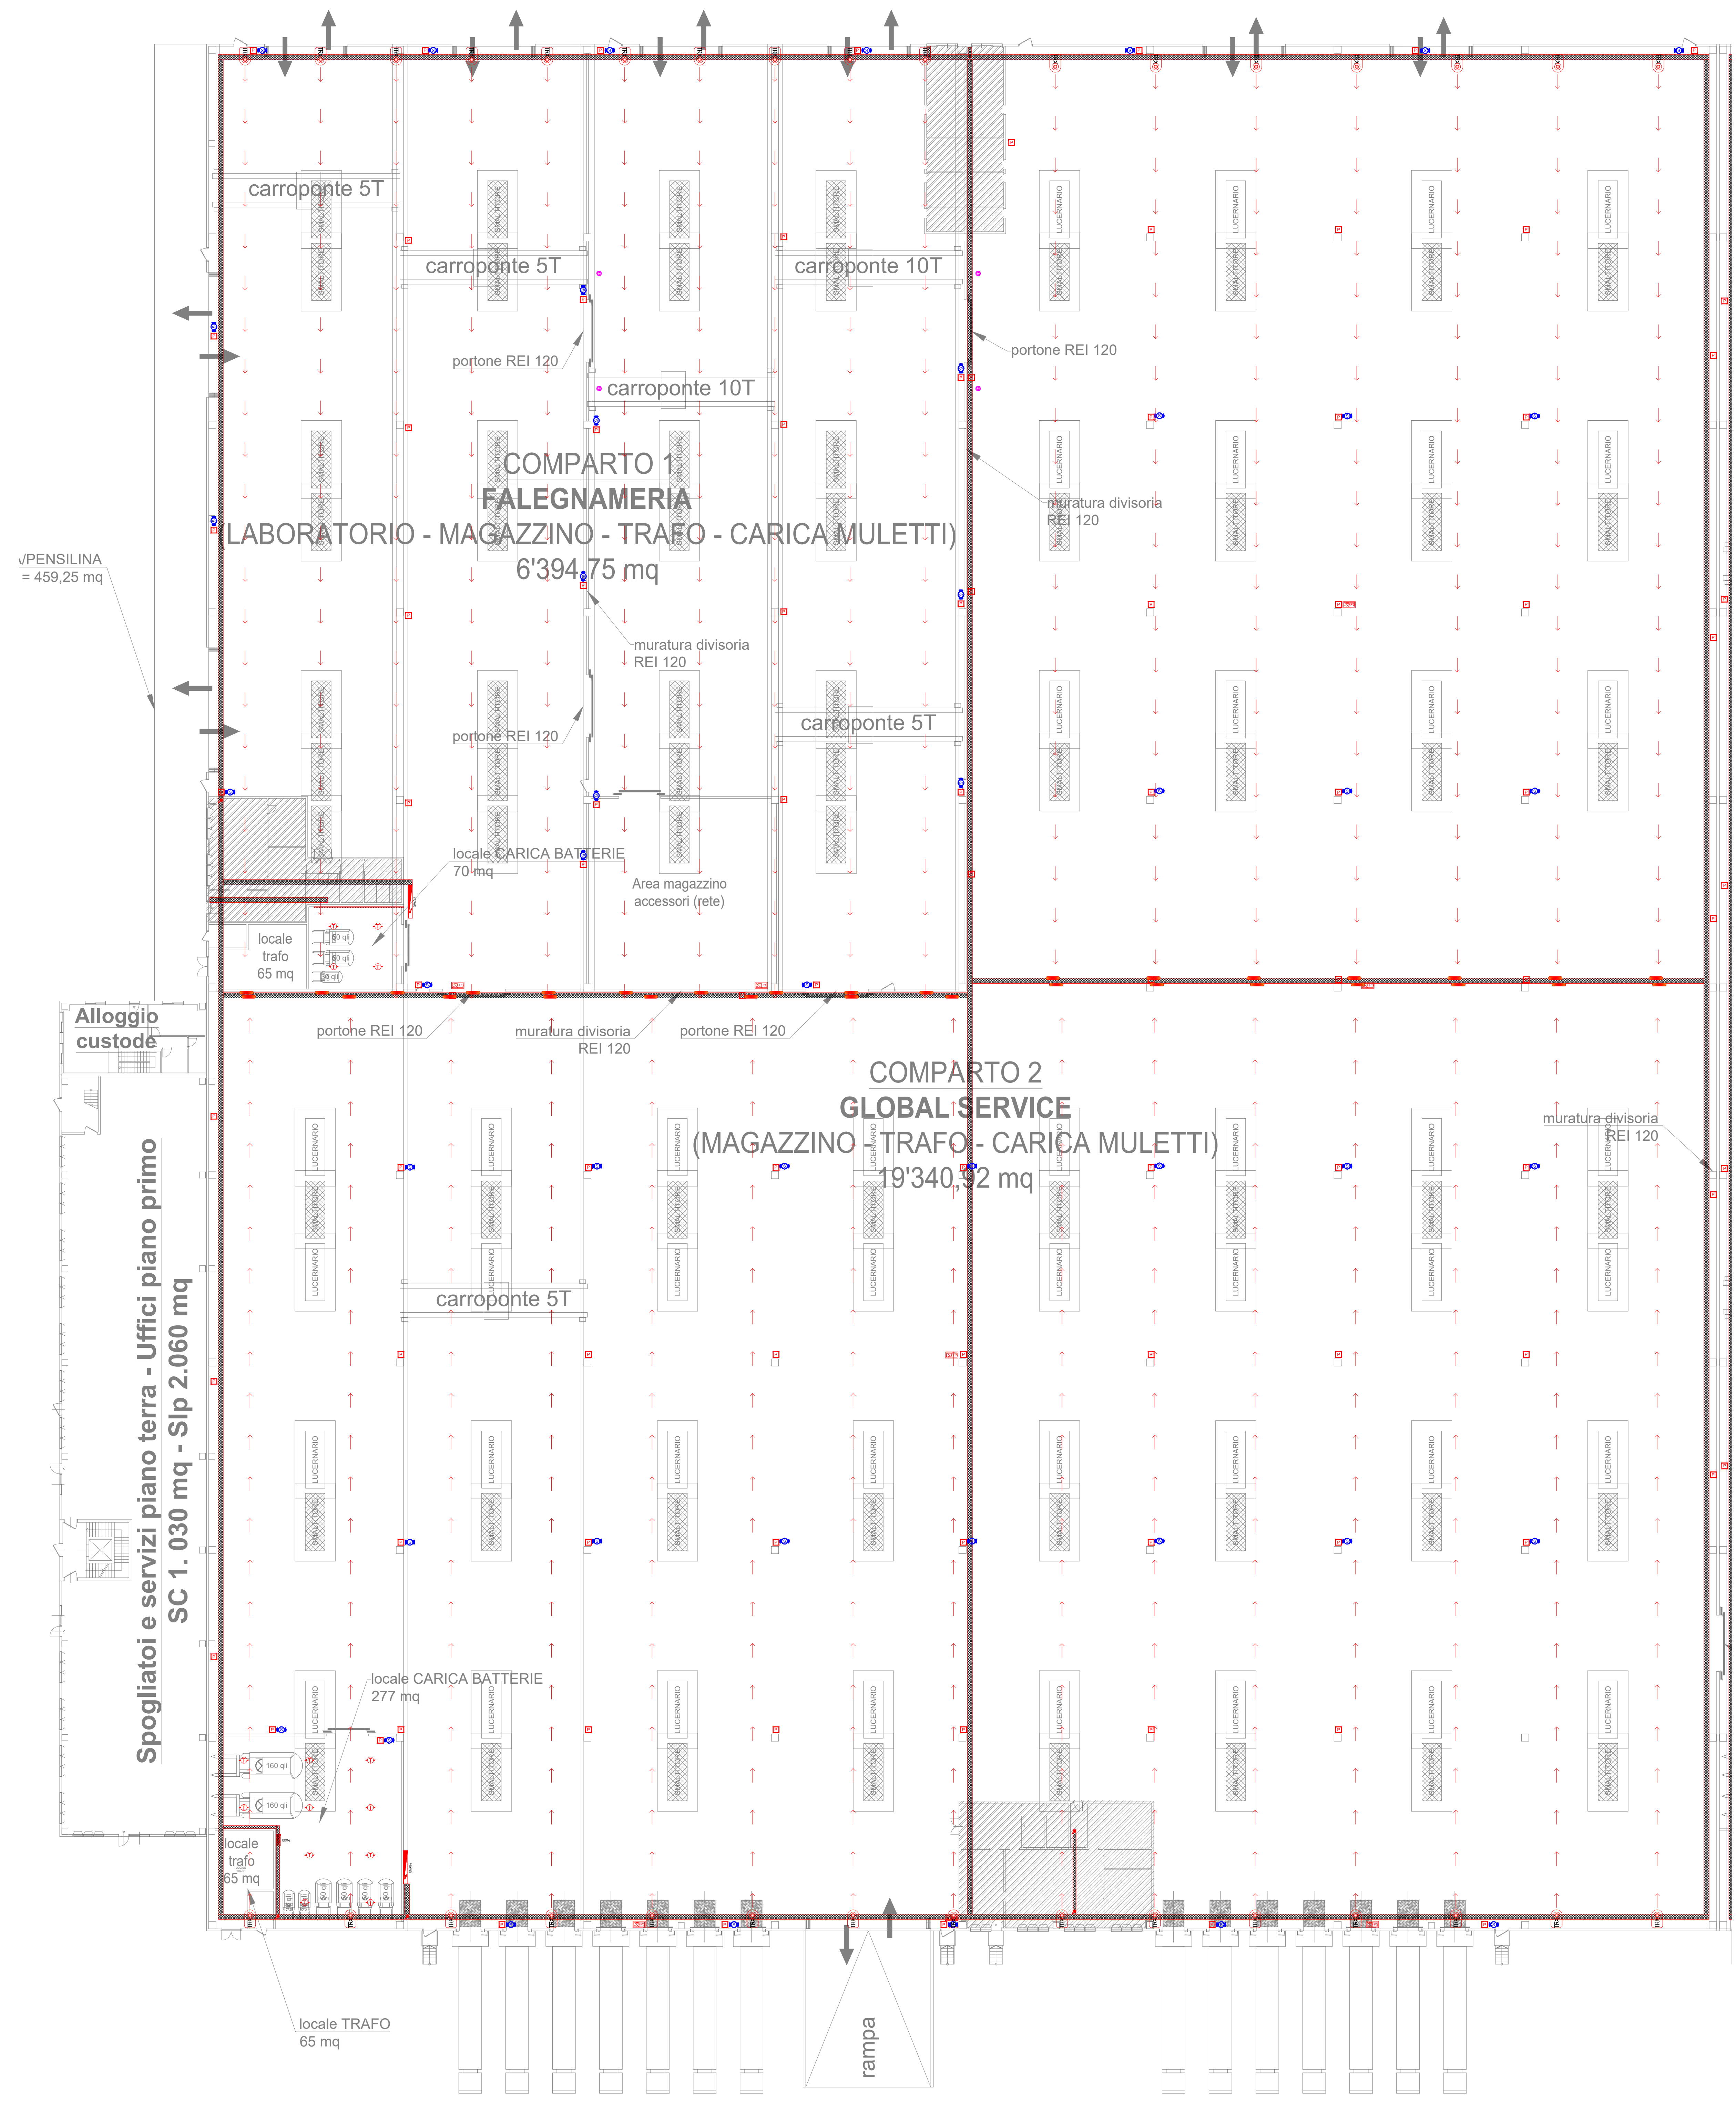 carroponte 5T
carroponte 5T
carroponte 10T
portone REI 120
portone REI 120
carroponte 10T
COMPARTO 1
FALEGNAMERIA
(LABORATORIO - MAGAZZINO - TRAFO - CARICA MULETTI)
6'394,75 mq
muratura divisoria
REI 120
/PENSILINA
= 459,25 mq
muratura divisoria
REI 120
carroponte 5T
portone REI 120
locale CARICA BATTERIE
70 mq
Area magazzino
accessori (rete)
locale
trafo
65 mq
Alloggio
custode
portone REI 120
muratura divisoria
REI 120
portone REI 120
COMPARTO 2
GLOBAL SERVICE
(MAGAZZINO - TRAFO - CARICA MULETTI)
19'340,92 mq
muratura divisoria
REI 120
carroponte 5T
Spogliatoi e servizi piano terra - Uffici piano primo
SC 1. 030 mq - Slp 2.060 mq
locale CARICA BATTERIE
277 mq
160 qli
160 qli
locale
trafo
65 mq
locale TRAFO
65 mq
rampa
SMALTITORE
LUCERNARIO